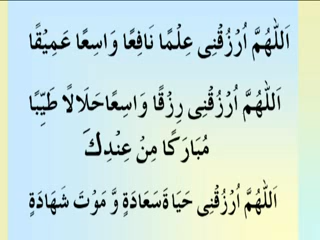 اَللّٰهُمَّ اُرْزُقْنِى عِلْمًا نَافِعًا وَاسِعًا عَمِيْقًا
اَللّٰهُمَّ اُرْزُقْنِى رِزْقًا وَاسِعًا حَلَالًا طَيِّبًا
مُبَارَكًا مِنْ عِنْدِكَ
اَللّٰهُمَّ اُرْزُقْنِى حَيَاةَ سَعَادَةٍ وَّ مَوْتَ شَهَادَةٍ